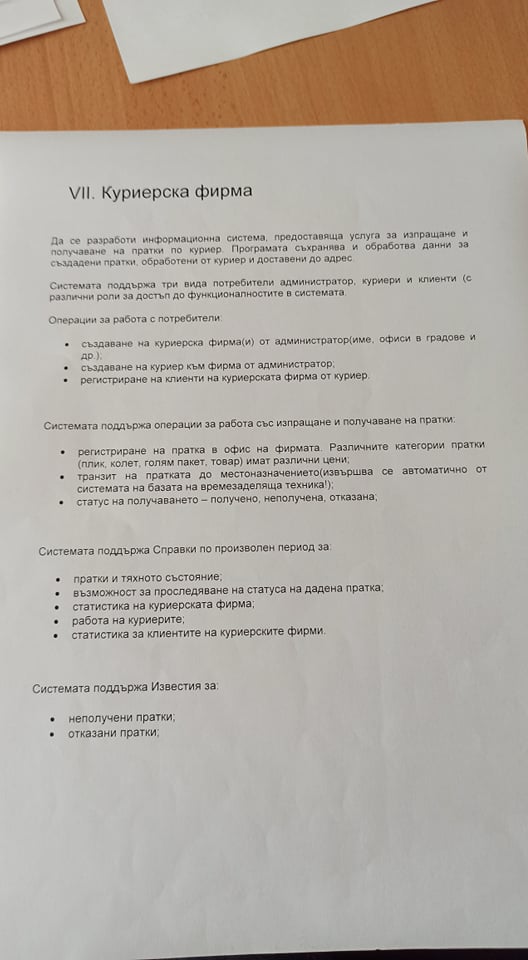 VII. Куриерска фирма
Да се разработи информационна система, предоставяща услуга за изпращане и
получаване на пратки по куриер. Програмата съхранява и обработва данни за
създадени пратки, обработени от куриер и доставени до адрес.
Системата поддържа три вида потребители администратор, куриери и клиенти (с
различни роли за достъп до функционалностите в системата.
Операции за работа с потребители:
• създаване на куриерска фирма(и) от администратор(име, офиси в градове и
др.);
• създаване на куриер към фирма от администратор;
• регистриране на клиенти на куриерската фирма от куриер.
Системата поддържа операции за работа със изпращане и получаване на пратки:
• регистриране на пратка в офис на фирмата. Различните категории пратки
(плик, колет, голям пакет, товар) имат различни цени;
• транзит на пратката до местоназначението(извършва се автоматично от
системата на базата на времезаделяща техника!);
• статус на получаването – получено, неполучена, отказана;
Системата поддържа Справки по произволен период за:
• пратки и тяхното състояние;
• възможност за проследяване на статуса на дадена пратка;
• статистика на куриерската фирма;
• работа на куриерите;
• статистика за клиентите на куриерските фирми.
Системата поддържа Известия за:
• неполучени пратки;
• отказани пратки;